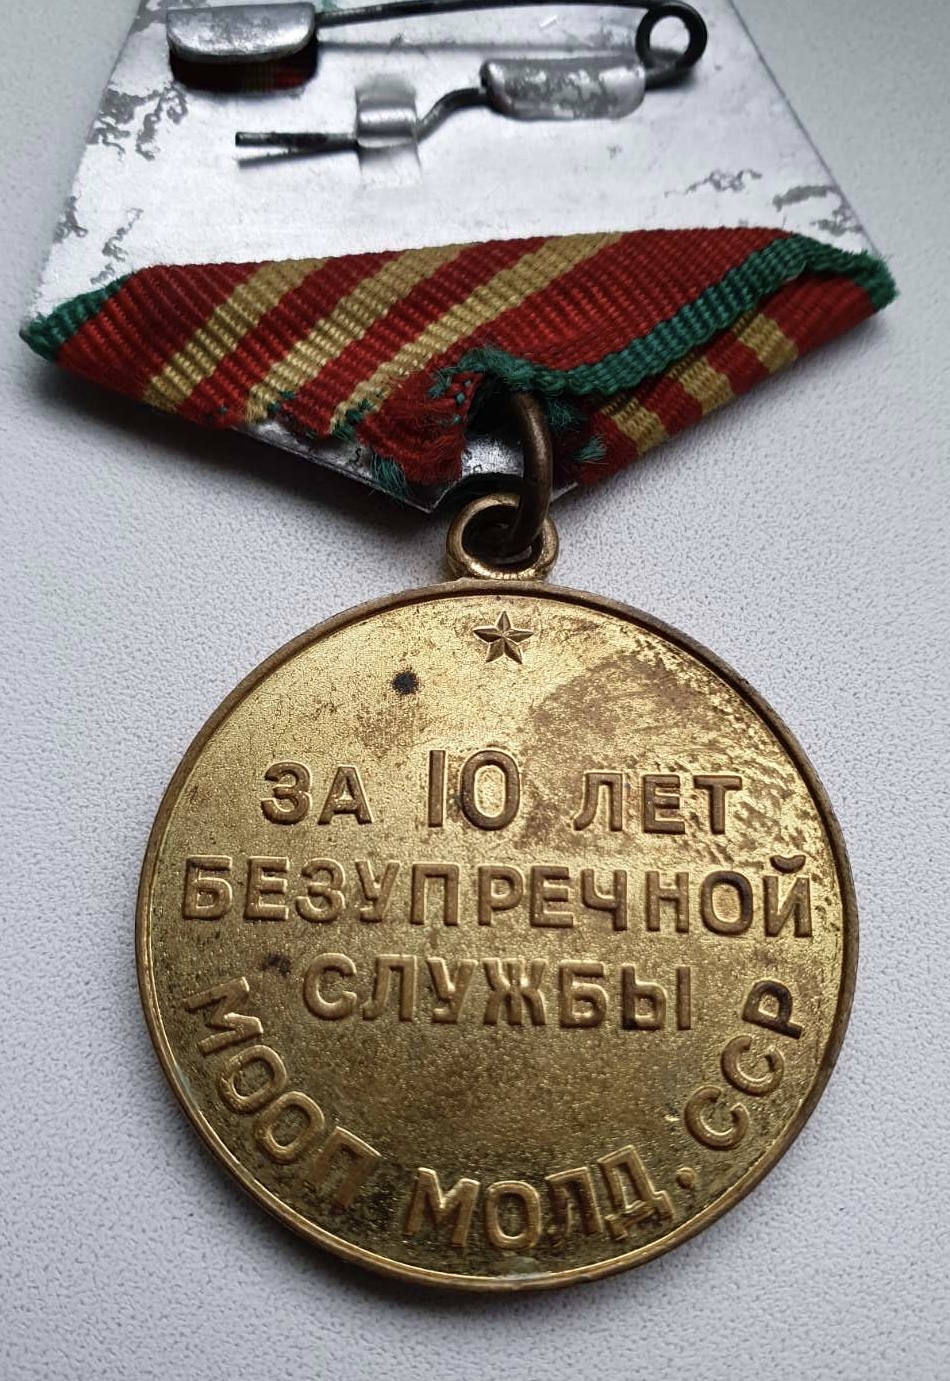 ЗА 10 ЛЕТ
БЕЗУПРЕЧНОЙ
СЛУЖБЫ
МООП МОЛД. ССР